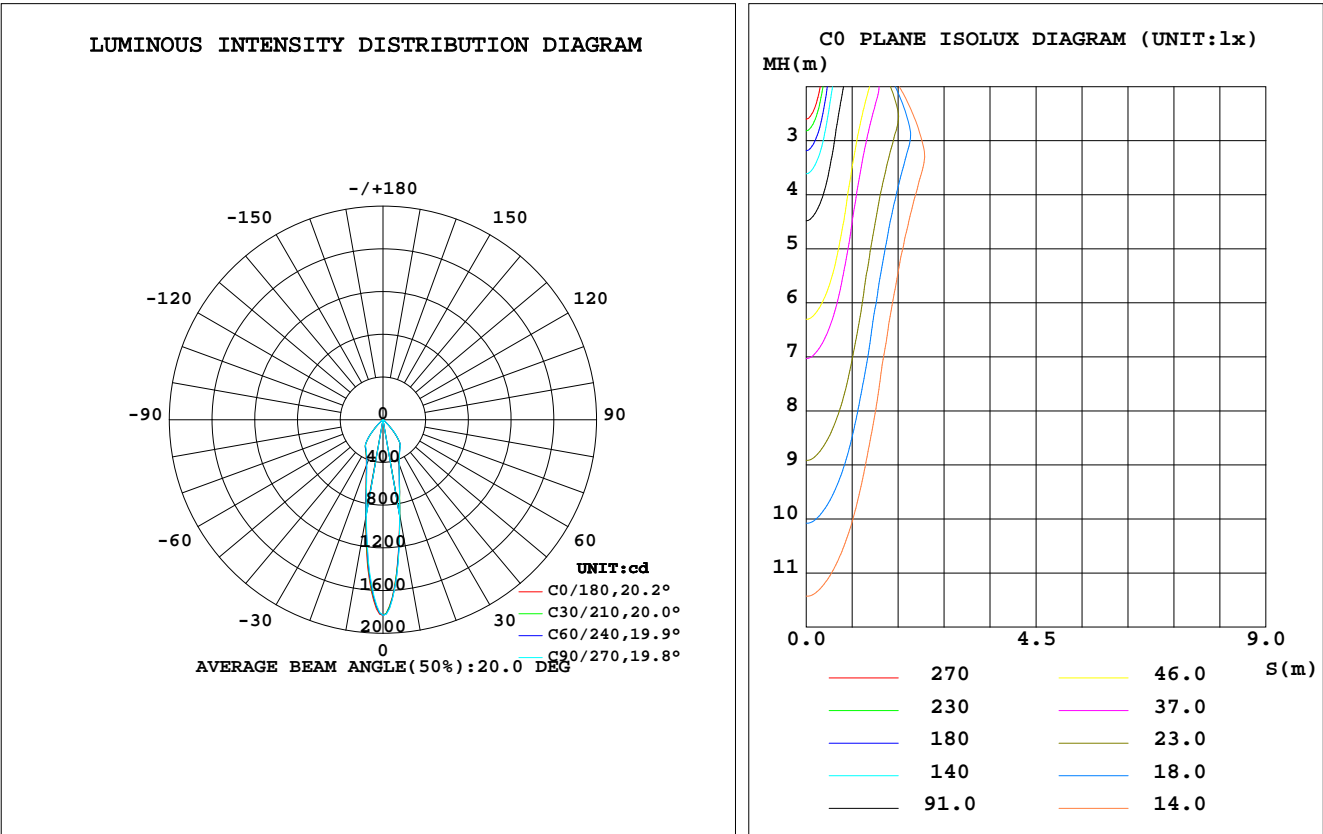 LUMINOUS INTENSITY DISTRIBUTION DIAGRAM
-/+180
-150 150
-120 120
-90 0 90
400
800
-60 1200 60
1600
-30 30
2000
0
UNIT:cd
C0/180,20.2°
C30/210,20.0°
C60/240,19.9°
C90/270,19.8°
AVERAGE BEAM ANGLE(50%):20.0 DEG
C0 PLANE ISOLUX DIAGRAM (UNIT:lx)
MH(m)
3
4
5
6
7
8
9
10
11
0.0 4.5 9.0
S(m)
270 46.0
230 37.0
180 23.0
140 18.0
91.0 14.0